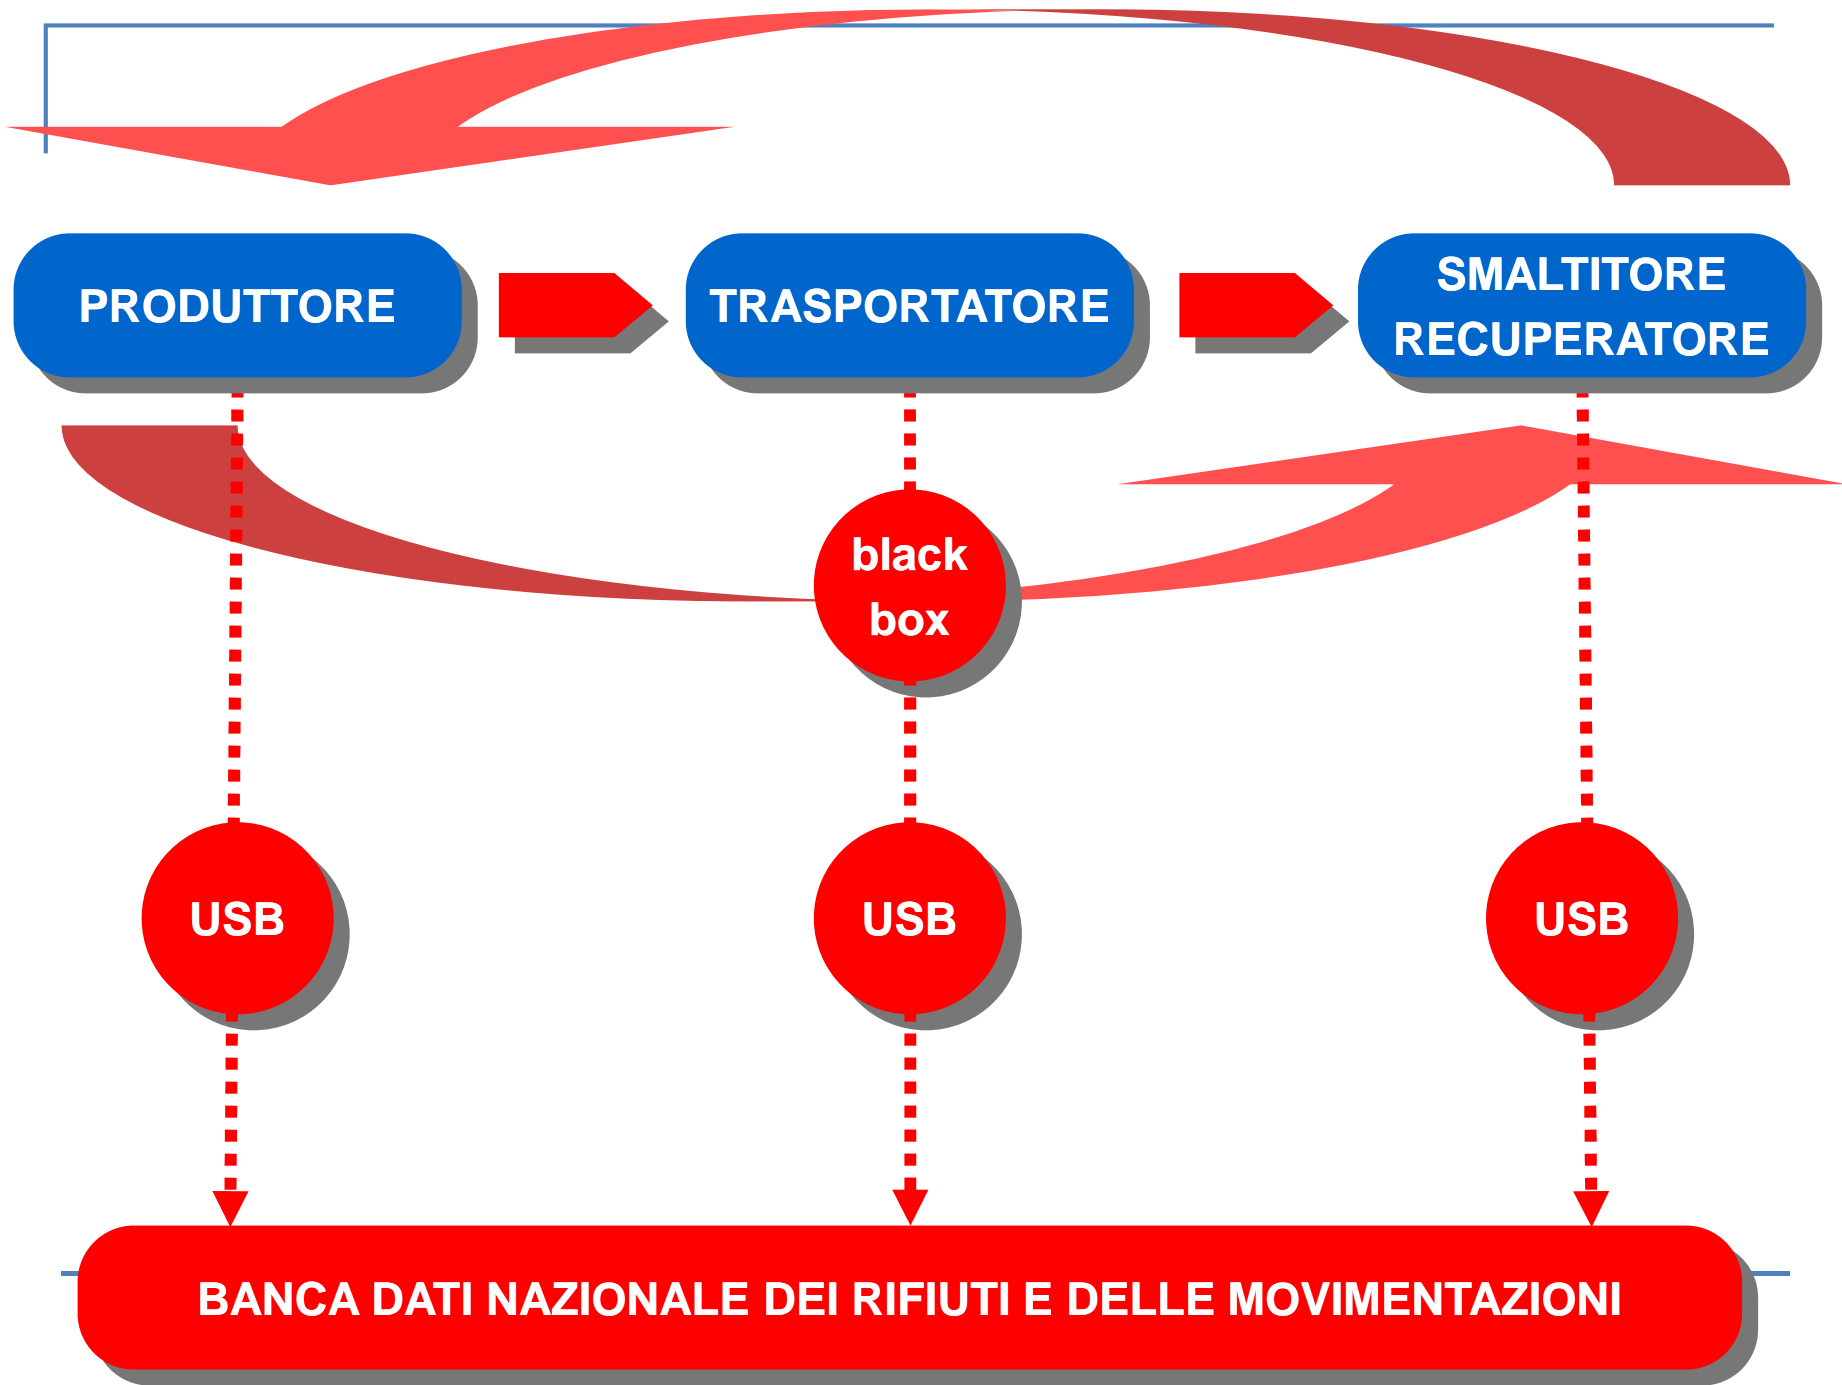 PRODUTTORE
TRASPORTATORE
SMALTITORE
RECUPERATORE
black
box
USB
USB
USB
BANCA DATI NAZIONALE DEI RIFIUTI E DELLE MOVIMENTAZIONI